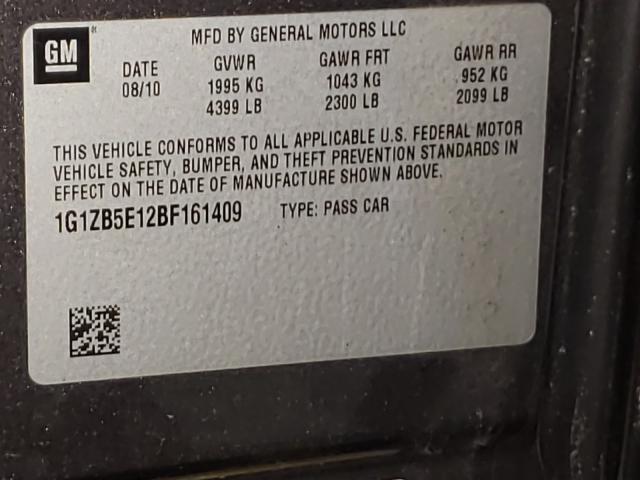 GM
MFD BY GENERAL MOTORS LLC
DATE GVWR GAWR FRT GAWR RR
08/10 1995 KG 1043 KG 952 KG
4399 LB 2300 LB 2099 LB
THIS VEHICLE CONFORMS TO ALL APPLICABLE U.S. FEDERAL MOTOR
VEHICLE SAFETY, BUMPER, AND THEFT PREVENTION STANDARDS IN
EFFECT ON THE DATE OF MANUFACTURE SHOWN ABOVE.
1G1ZB5E12BF161409 TYPE: PASS CAR